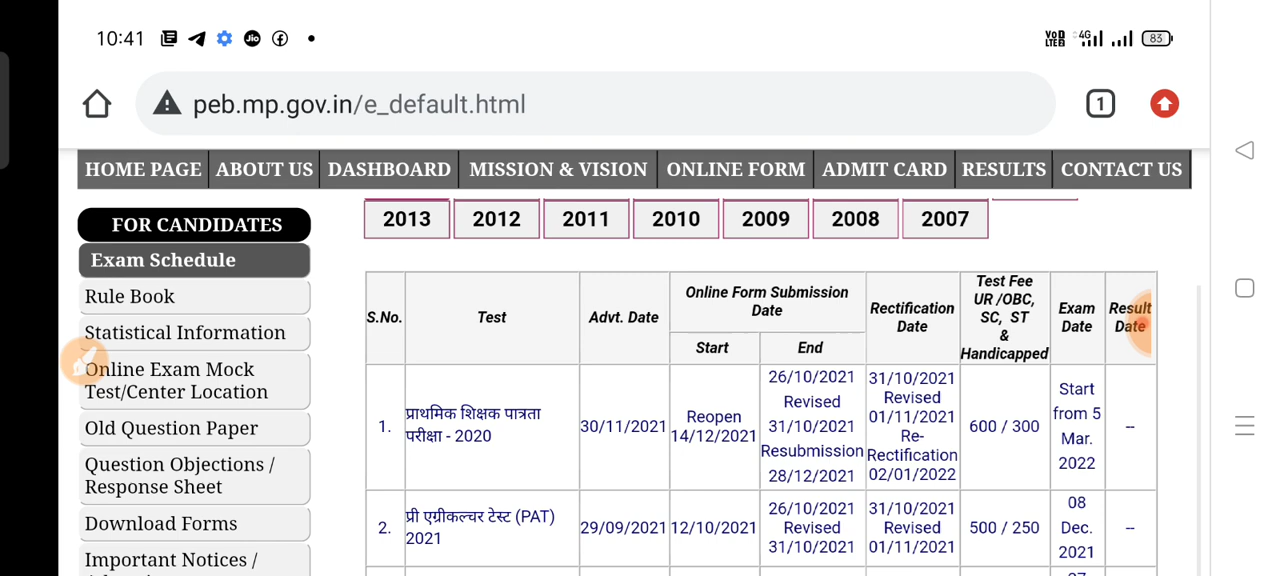 10:41 Jio VoD LTE2 4G 83
peb.mp.gov.in/e_default.html 1
HOME PAGE ABOUT US DASHBOARD MISSION & VISION ONLINE FORM ADMIT CARD RESULTS CONTACT US
FOR CANDIDATES
Exam Schedule
Rule Book
Statistical Information
Online Exam Mock
Test/Center Location
Old Question Paper
Question Objections /
Response Sheet
Download Forms
Important Notices /
2013 2012 2011 2010 2009 2008 2007
S.No.
Test
Advt. Date
Online Form Submission
Date
Start
End
Rectification
Date
Test Fee
UR /OBC,
SC, ST
&
Handicapped
Exam
Date
Result
Date
1.
प्राथमिक शिक्षक पात्रता
परीक्षा - 2020
30/11/2021
Reopen
14/12/2021
26/10/2021
Revised
31/10/2021
Resubmission
28/12/2021
31/10/2021
Revised
01/11/2021
Re-
Rectification
02/01/2022
600 / 300
Start
from 5
Mar.
2022
--
2.
प्री एग्रीकल्चर टेस्ट (PAT)
2021
29/09/2021
12/10/2021
26/10/2021
Revised
31/10/2021
31/10/2021
Revised
01/11/2021
500 / 250
08
Dec.
2021
--